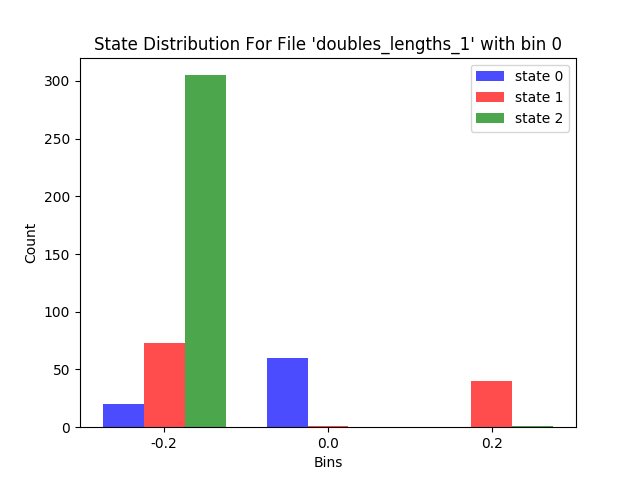 State Distribution For File 'doubles_lengths_1' with bin 0
state 0
state 1
state 2
300
250
200
150
100
50
0
Count
-0.2
0.0
0.2
Bins